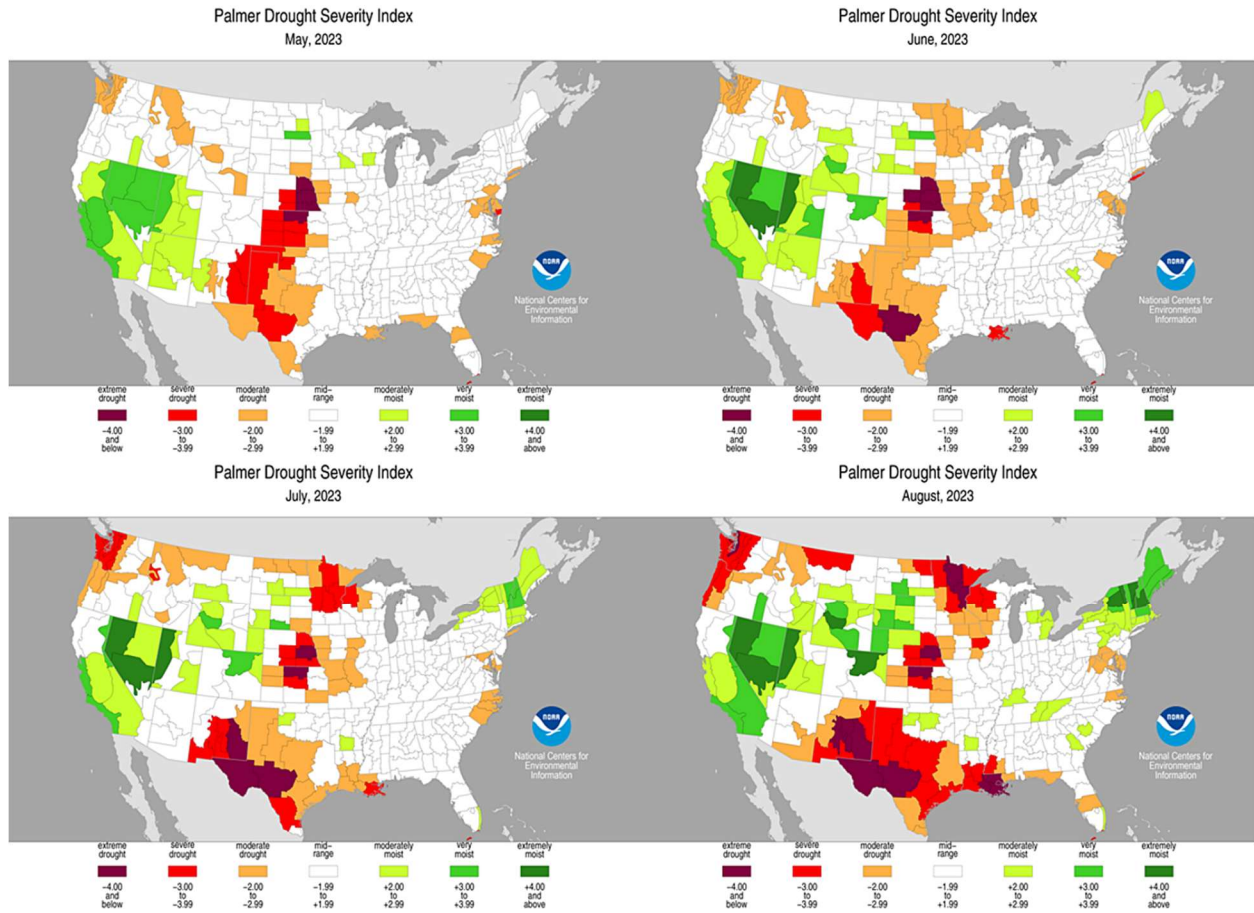 Palmer Drought Severity Index
May, 2023
NOAA
National Centers for
Environmental
Information
extreme drought
severe drought
moderate drought
mid-range
moderately moist
very moist
extremely moist
−4.00 and below
−3.00 to −3.99
−2.00 to −2.99
−1.99 to +1.99
+2.00 to +2.99
+3.00 to +3.99
+4.00 and above
Palmer Drought Severity Index
June, 2023
NOAA
National Centers for
Environmental
Information
extreme drought
severe drought
moderate drought
mid-range
moderately moist
very moist
extremely moist
−4.00 and below
−3.00 to −3.99
−2.00 to −2.99
−1.99 to +1.99
+2.00 to +2.99
+3.00 to +3.99
+4.00 and above
Palmer Drought Severity Index
July, 2023
NOAA
National Centers for
Environmental
Information
extreme drought
severe drought
moderate drought
mid-range
moderately moist
very moist
extremely moist
−4.00 and below
−3.00 to −3.99
−2.00 to −2.99
−1.99 to +1.99
+2.00 to +2.99
+3.00 to +3.99
+4.00 and above
Palmer Drought Severity Index
August, 2023
NOAA
National Centers for
Environmental
Information
extreme drought
severe drought
moderate drought
mid-range
moderately moist
very moist
extremely moist
−4.00 and below
−3.00 to −3.99
−2.00 to −2.99
−1.99 to +1.99
+2.00 to +2.99
+3.00 to +3.99
+4.00 and above